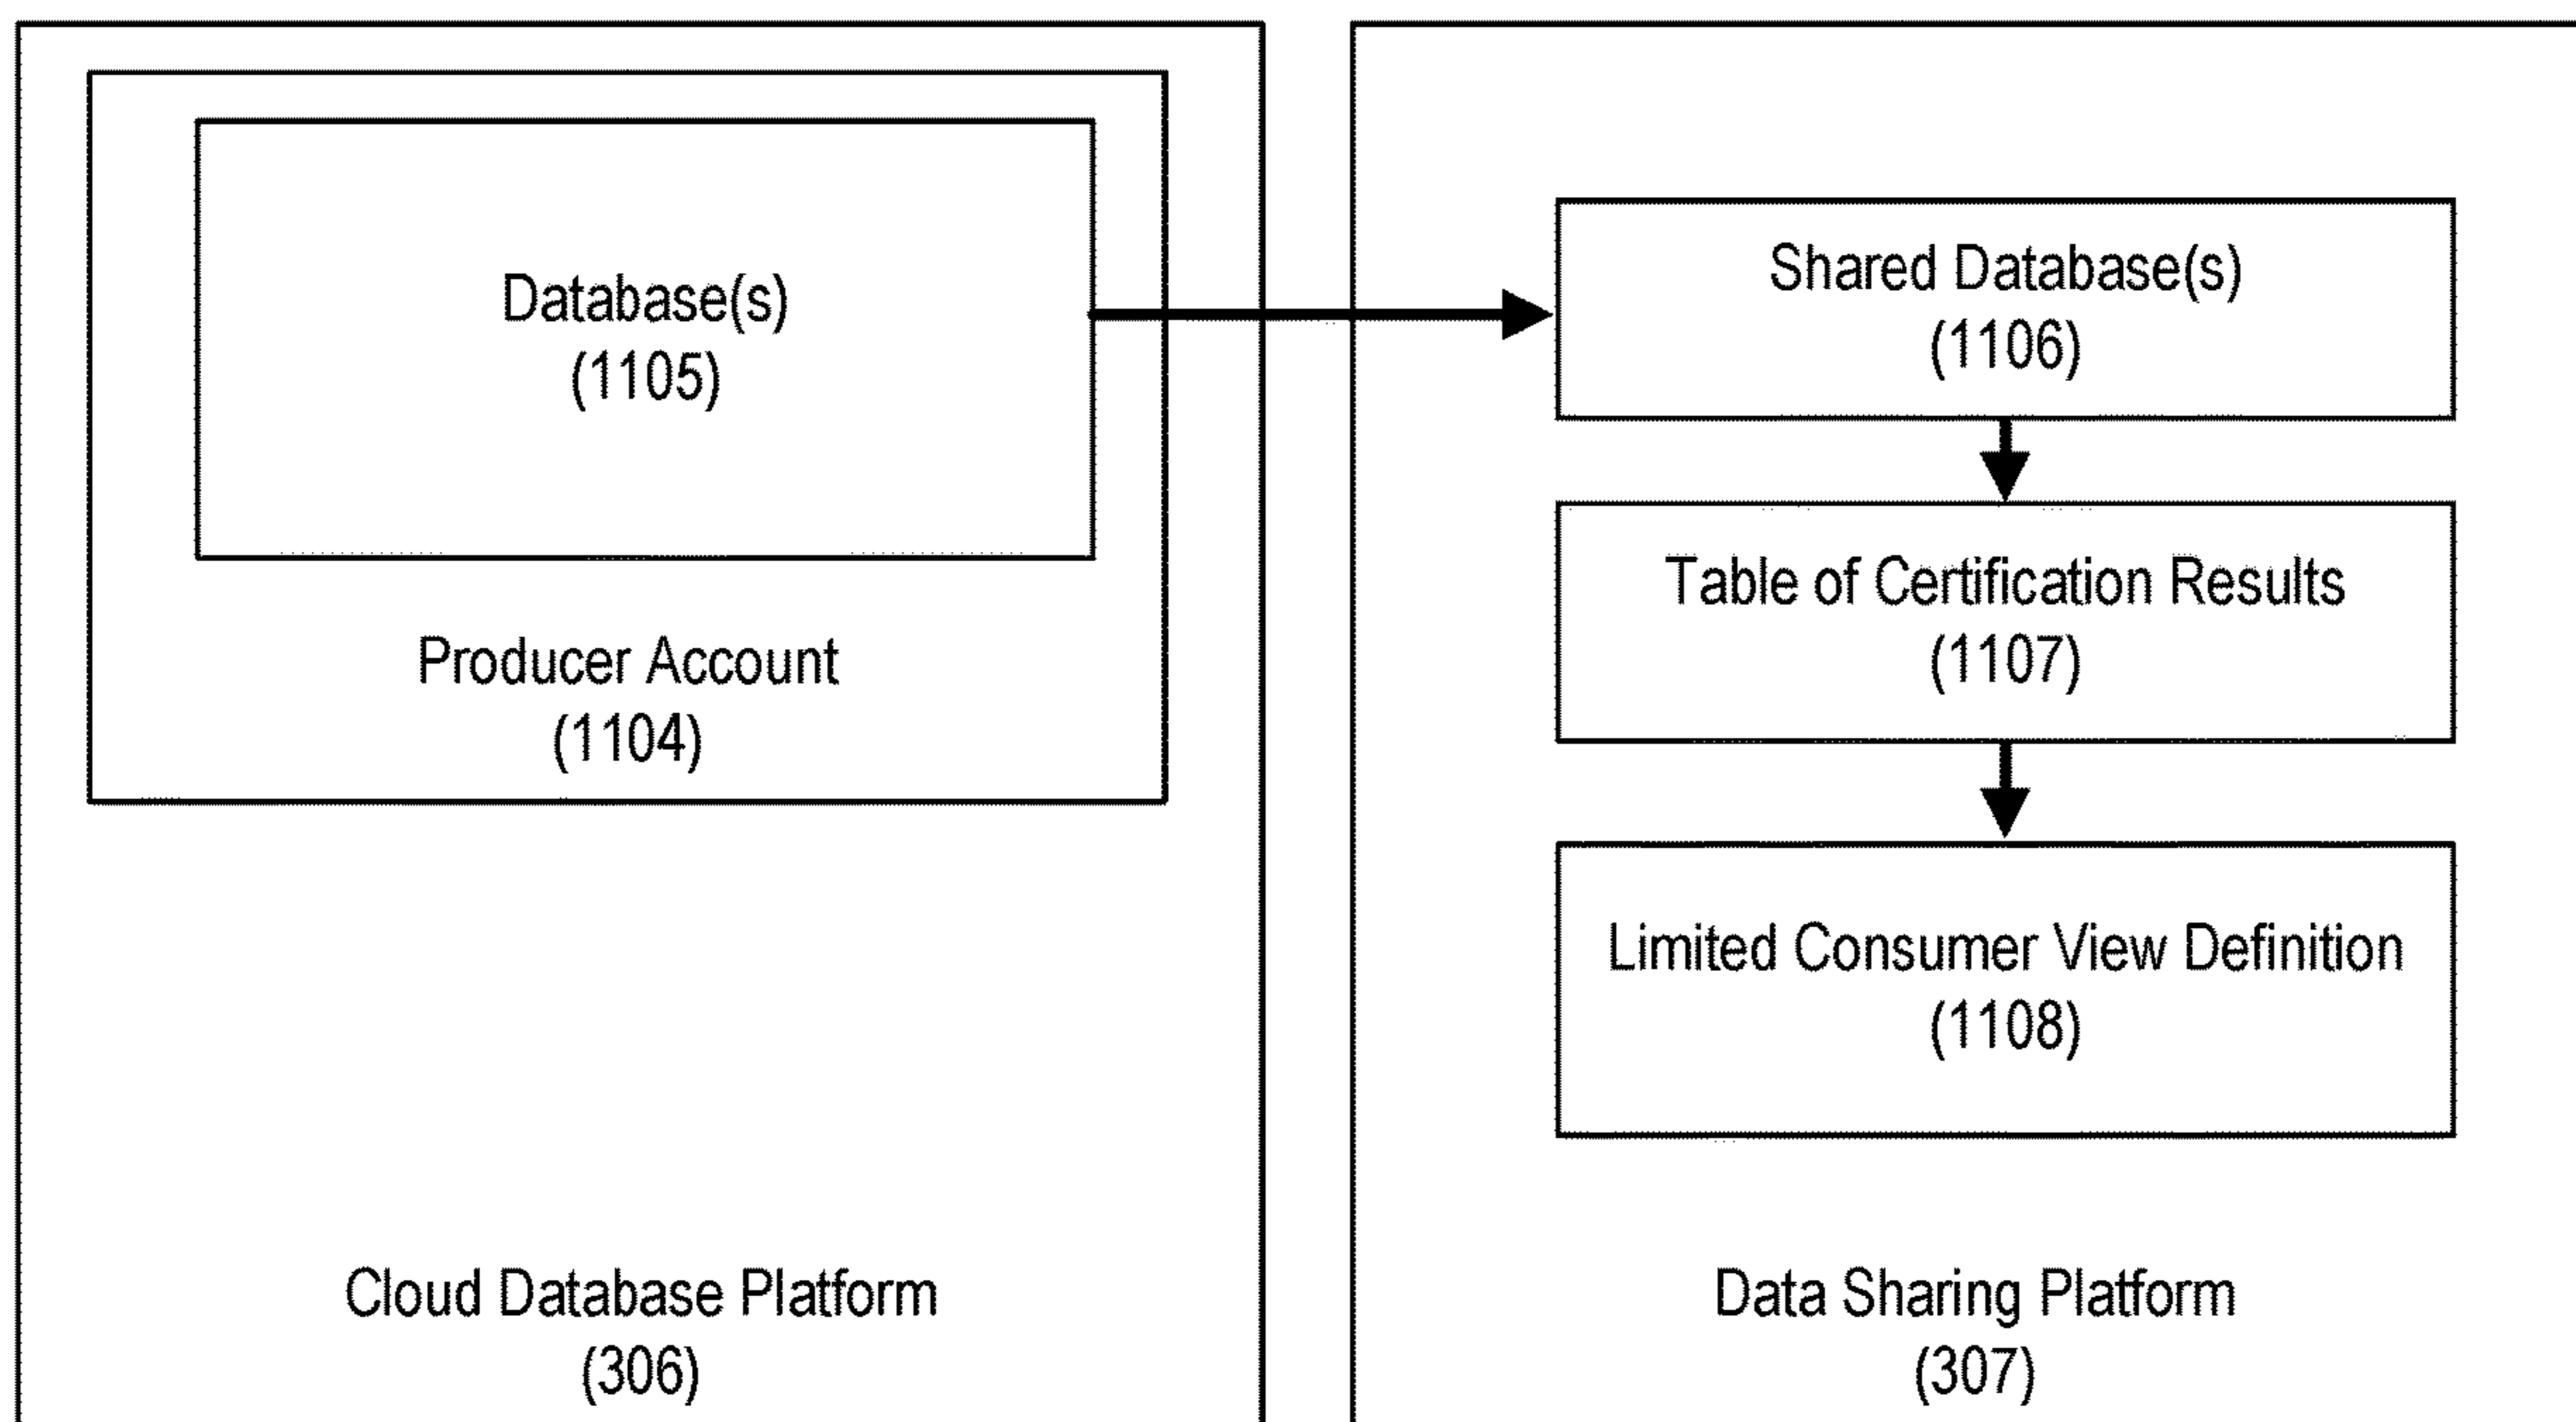 Database(s)
(1105)
Producer Account
(1104)
Cloud Database Platform
(306)
Shared Database(s)
(1106)
Table of Certification Results
(1107)
Limited Consumer View Definition
(1108)
Data Sharing Platform
(307)